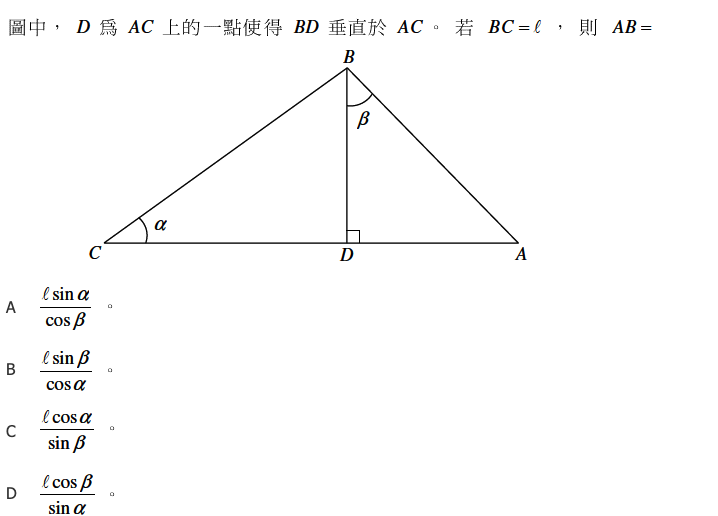 圖中， D 為 AC 上的一點使得 BD 垂直於 AC 。 若 BC = ℓ ， 則 AB =
B
β
α
C
D
A
A ℓ sin α / cos β 。
B ℓ sin β / cos α 。
C ℓ cos α / sin β 。
D ℓ cos β / sin α 。